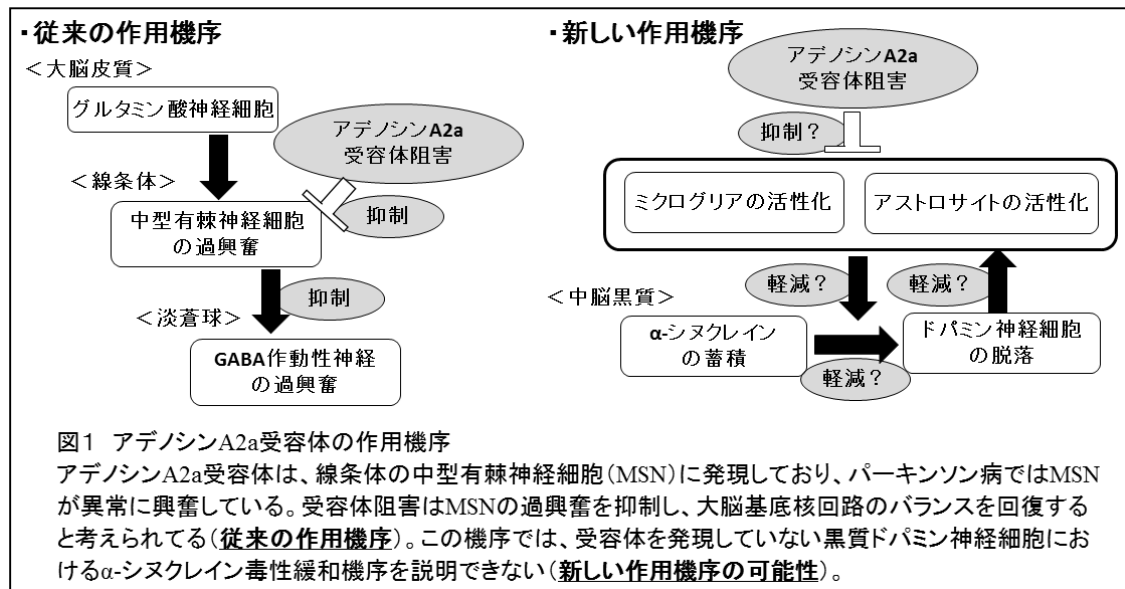 ・従来の作用機序
＜大脳皮質＞
グルタミン酸神経細胞
アデノシンA2a
受容体阻害
＜線条体＞
抑制
中型有棘神経細胞
の過興奮
抑制
＜淡蒼球＞
GABA作動性神経
の過興奮
・新しい作用機序
アデノシンA2a
受容体阻害
抑制？
ミクログリアの活性化
アストロサイトの活性化
軽減？
軽減？
＜中脳黒質＞
α-シヌクレイン
の蓄積
ドパミン神経細胞
の脱落
軽減？
図１ アデノシンA2a受容体の作用機序
アデノシンA2a受容体は、線条体の中型有棘神経細胞（MSN）に発現しており、パーキンソン病ではMSN
が異常に興奮している。受容体阻害はMSNの過興奮を抑制し、大脳基底核回路のバランスを回復する
と考えられてる（従来の作用機序）。この機序では、受容体を発現していない黒質ドパミン神経細胞にお
けるα-シヌクレイン毒性緩和機序を説明できない（新しい作用機序の可能性）。